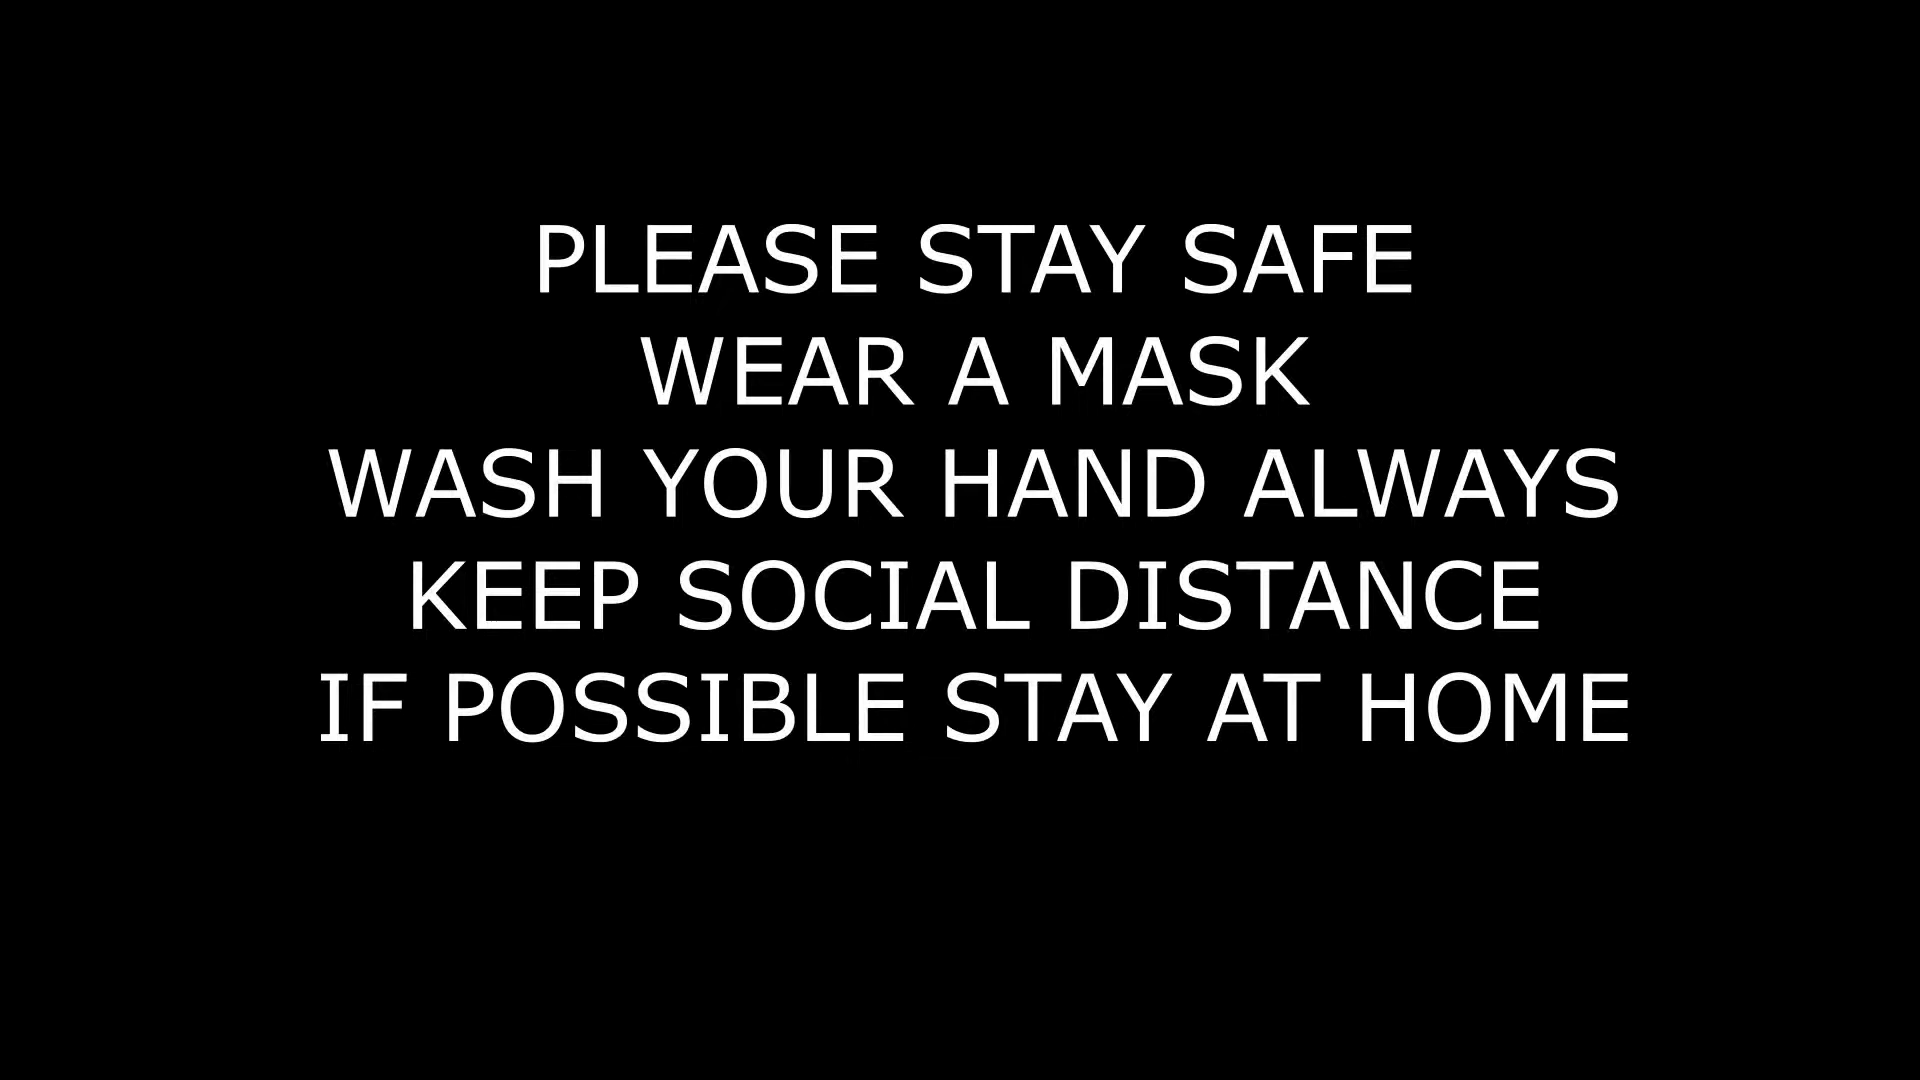 PLEASE STAY SAFE
WEAR A MASK
WASH YOUR HAND ALWAYS
KEEP SOCIAL DISTANCE
IF POSSIBLE STAY AT HOME